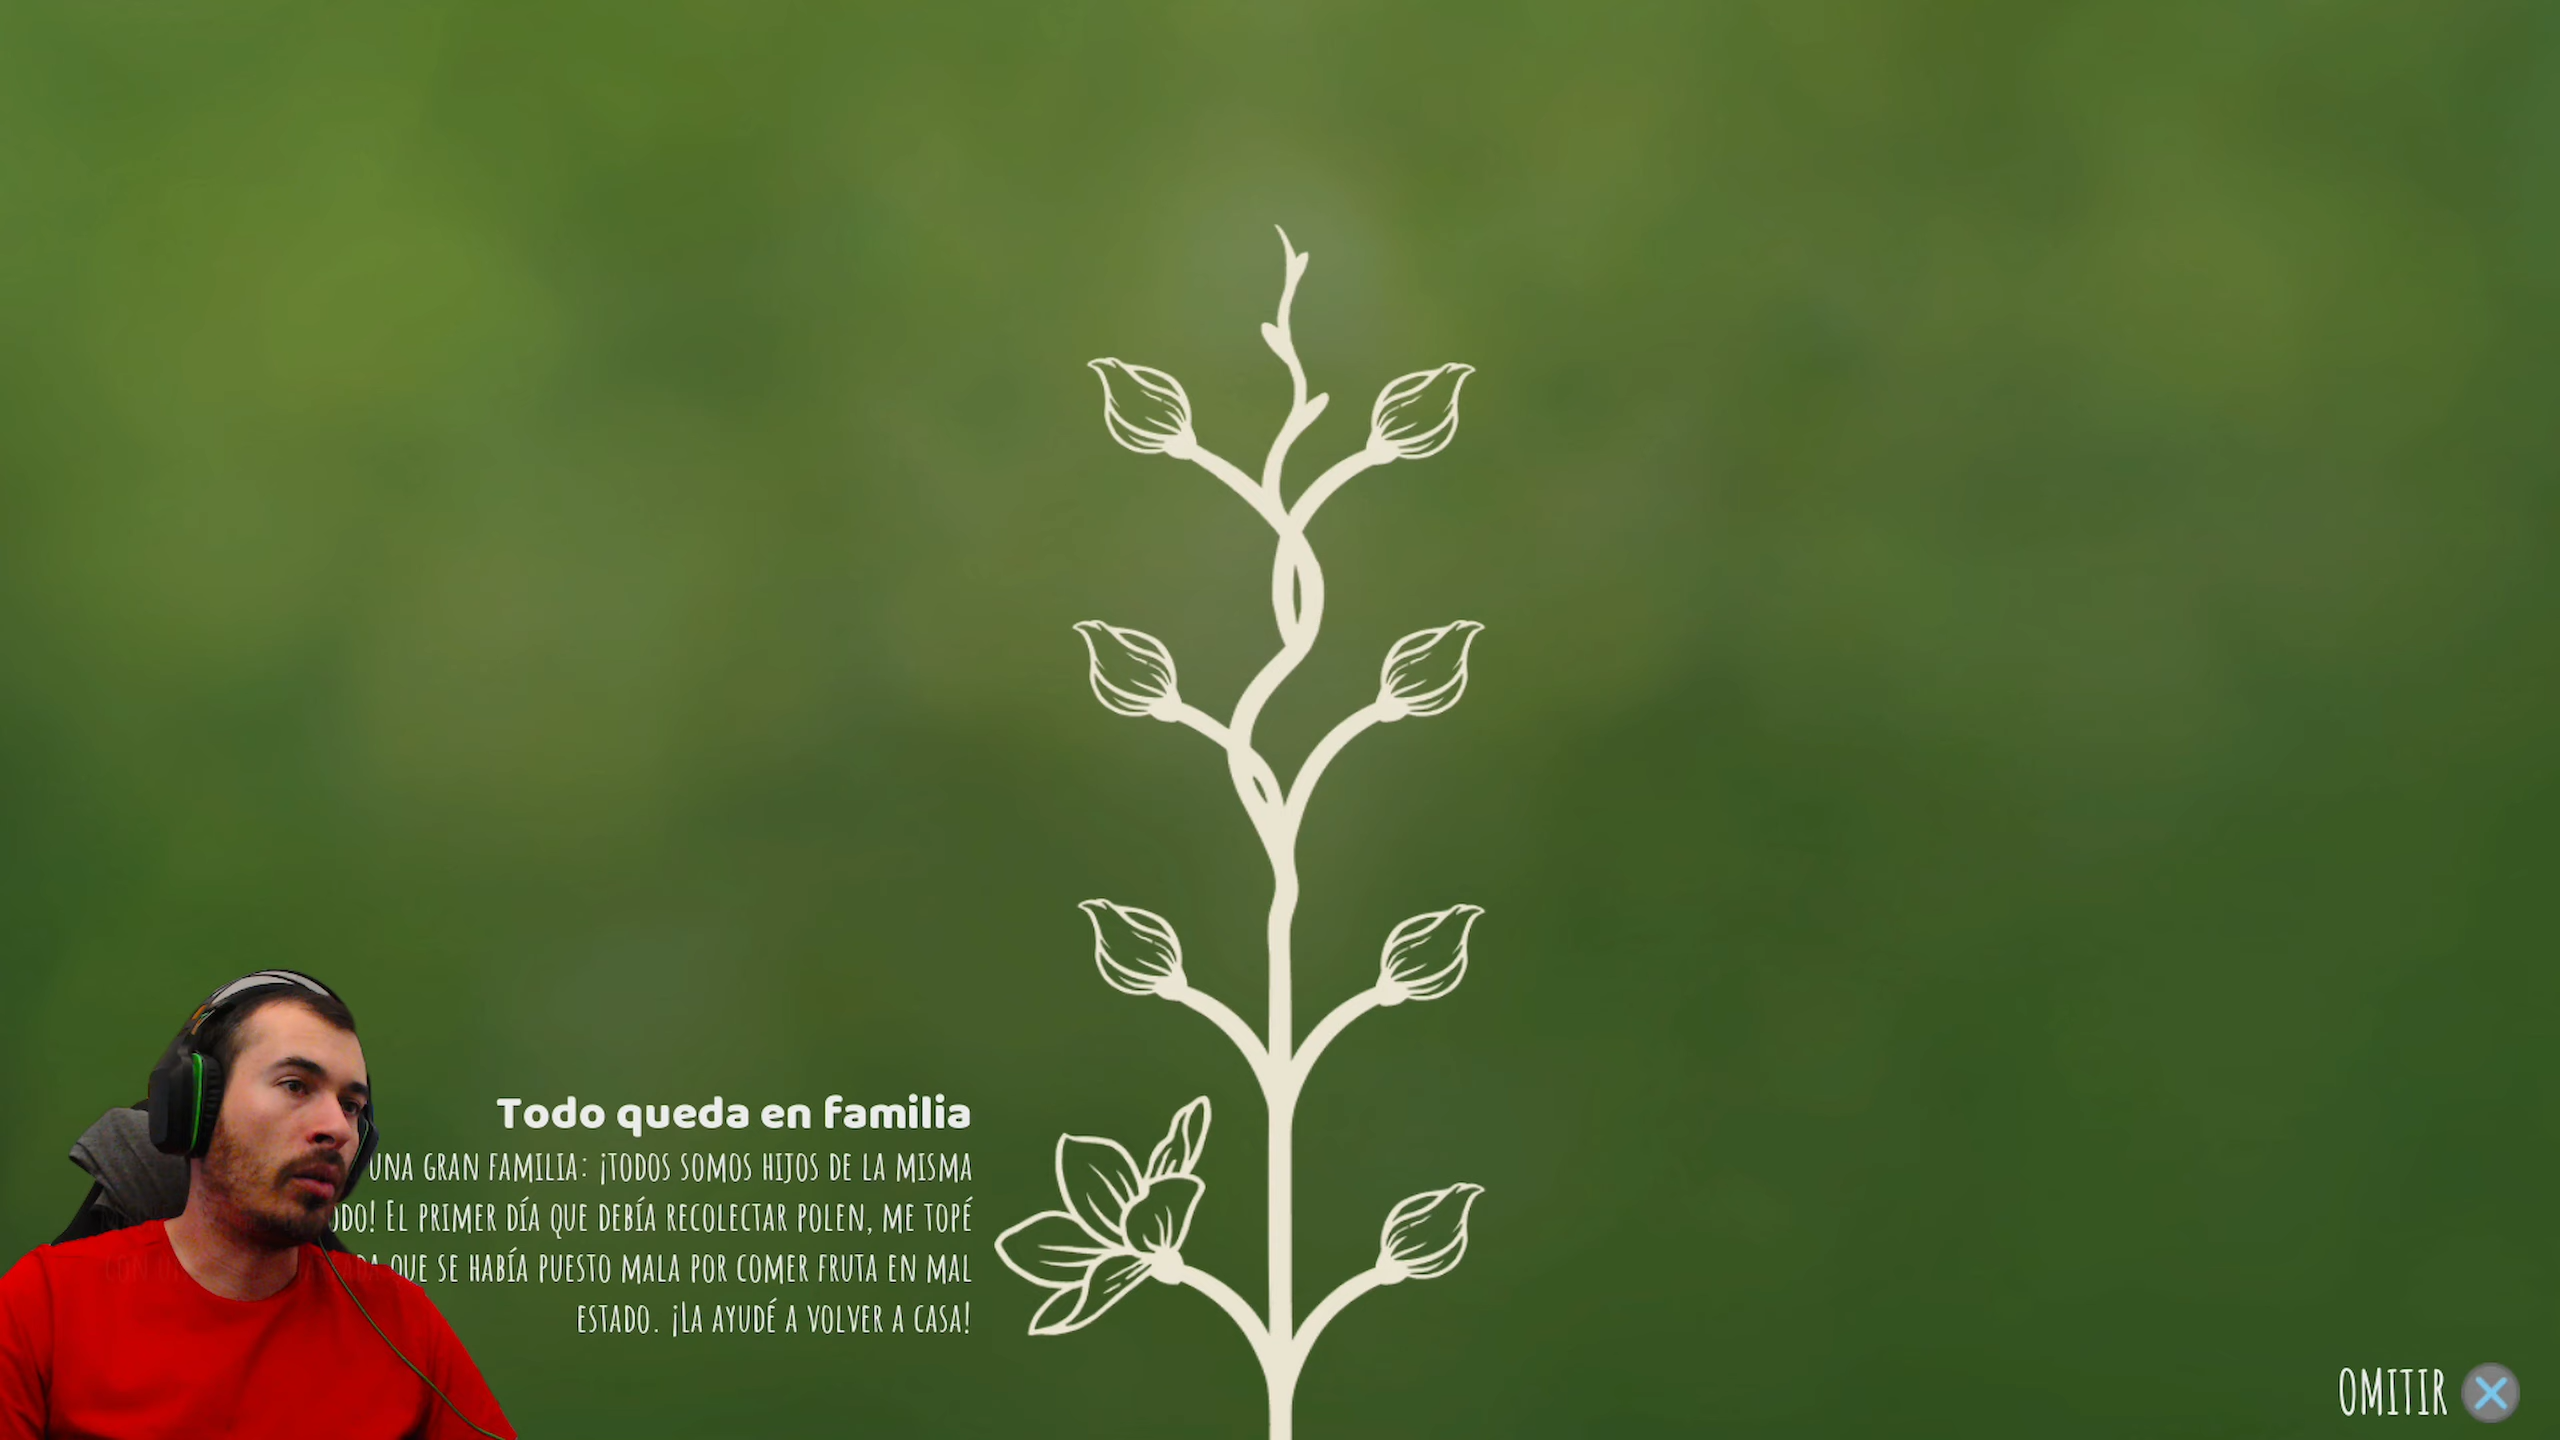 Todo queda en familia
UNA GRAN FAMILIA: ¡TODOS SOMOS HIJOS DE LA MISMA
EL PRIMER DÍA QUE DEBÍA RECOLECTAR POLEN, ME TOPÉ
QUE SE HABÍA PUESTO MALA POR COMER FRUTA EN MAL
ESTADO. ¡LA AYUDÉ A VOLVER A CASA!
OMITIR